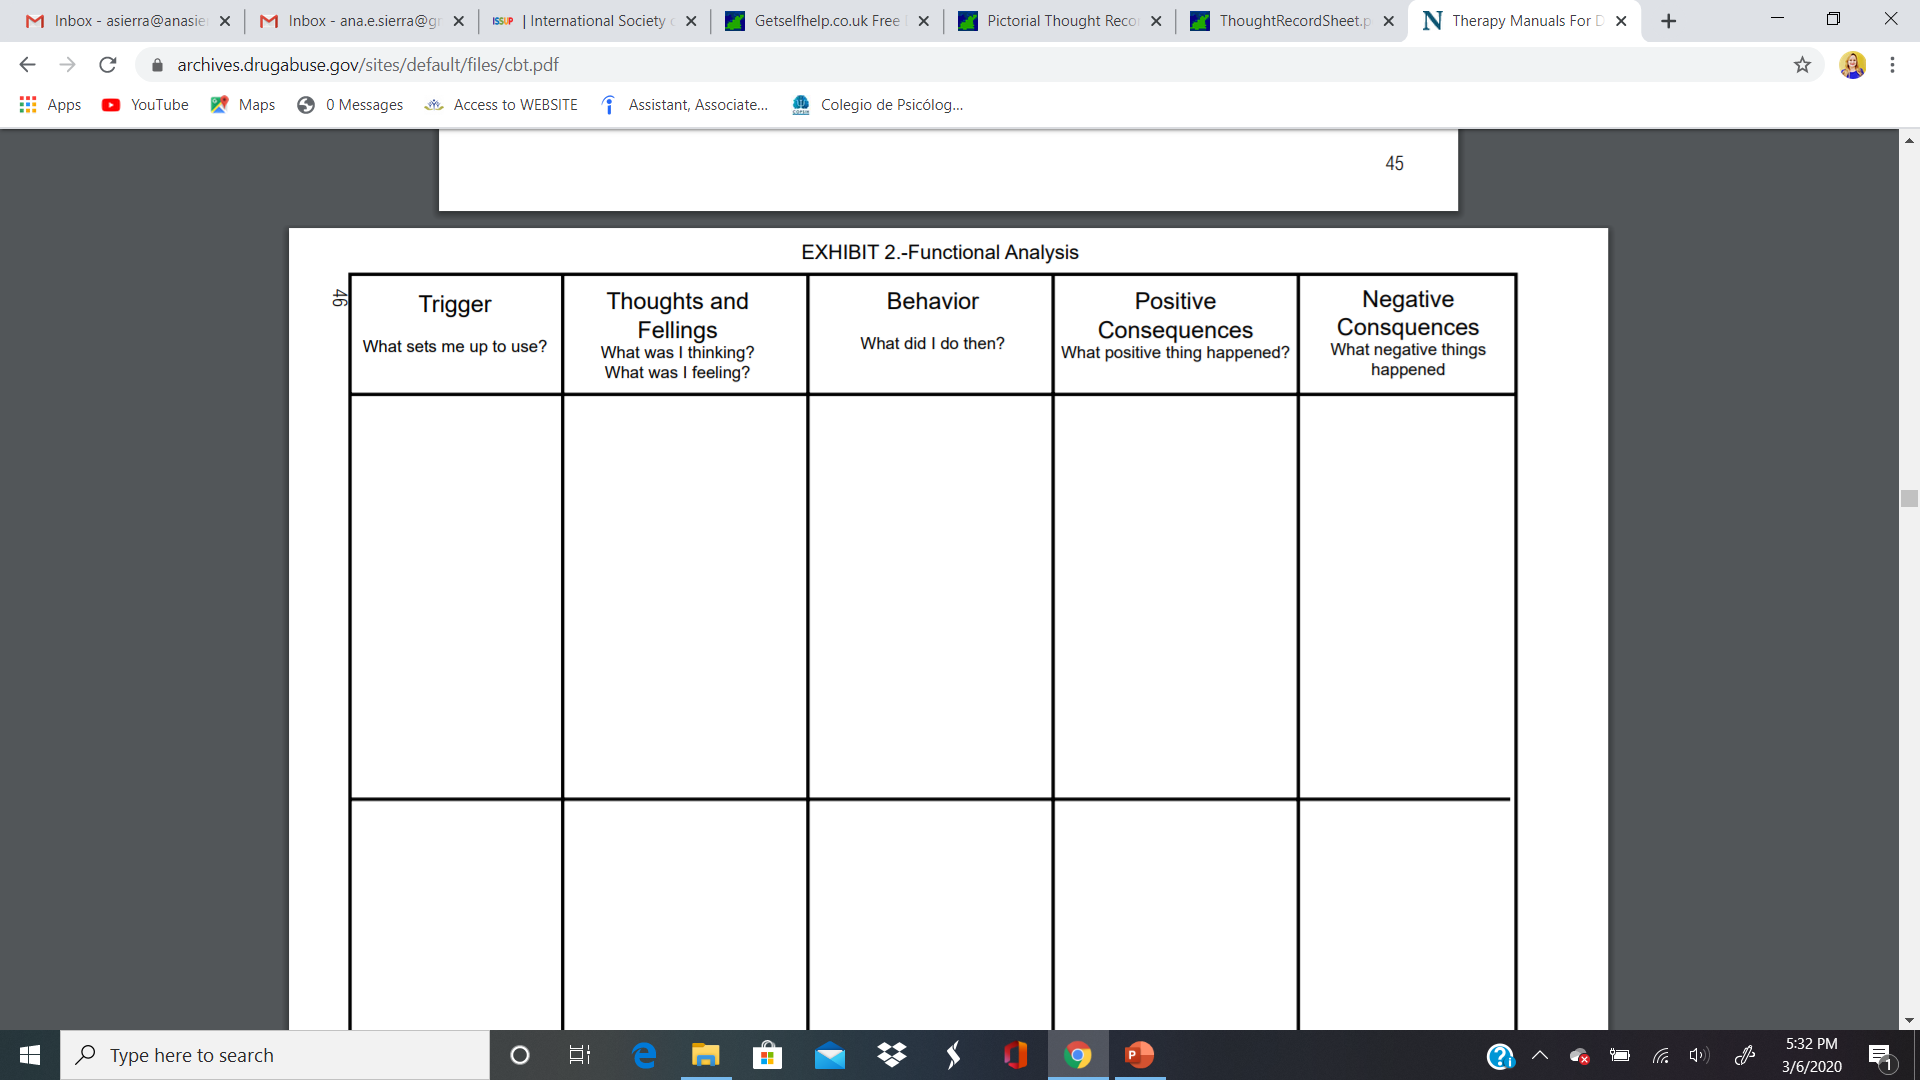 Inbox - asierra@anasie
Inbox - ana.e.sierra@gr
ISSUP | International Society
Getselfhelp.co.uk Free
Pictorial Thought Reco
ThoughtRecordSheet.p
N Therapy Manuals For D
archives.drugabuse.gov/sites/default/files/cbt.pdf
Apps
YouTube
Maps
0 Messages
Access to WEBSITE
Assistant, Associate...
Colegio de Psicólog...
45
EXHIBIT 2.-Functional Analysis
46
Trigger
What sets me up to use?
Thoughts and
Fellings
What was I thinking?
What was I feeling?
Behavior
What did I do then?
Positive
Consequences
What positive thing happened?
Negative
Consquences
What negative things
happened
Type here to search
5:32 PM
3/6/2020
1